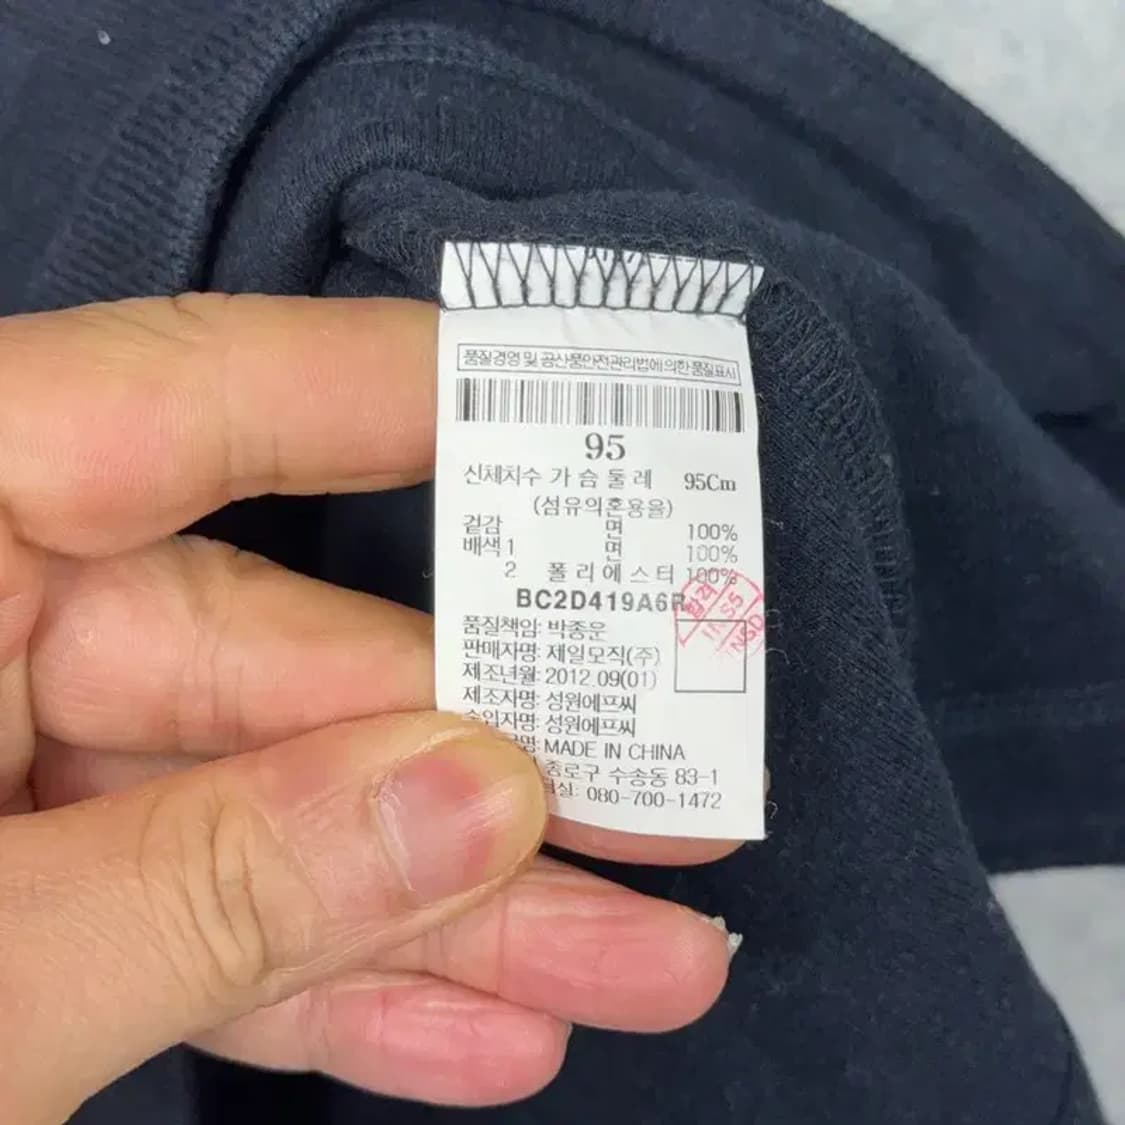 품질경영 및 공산품안전관리법에 의한 품질표시
95
신체치수 가 슴 둘 레 95Cm
(섬유의혼용율)
겉감 면 100%
배색1 면 100%
2 폴 리 에 스 터 100%
BC2D419A6R
합격
품질책임: 박종운
판매자명: 제일모직(주)
제조년월: 2012.09(01)
제조자명: 성원에프씨
수입자명: 성원에프씨
MADE IN CHINA
종로구 수송동 83-1
080-700-1472